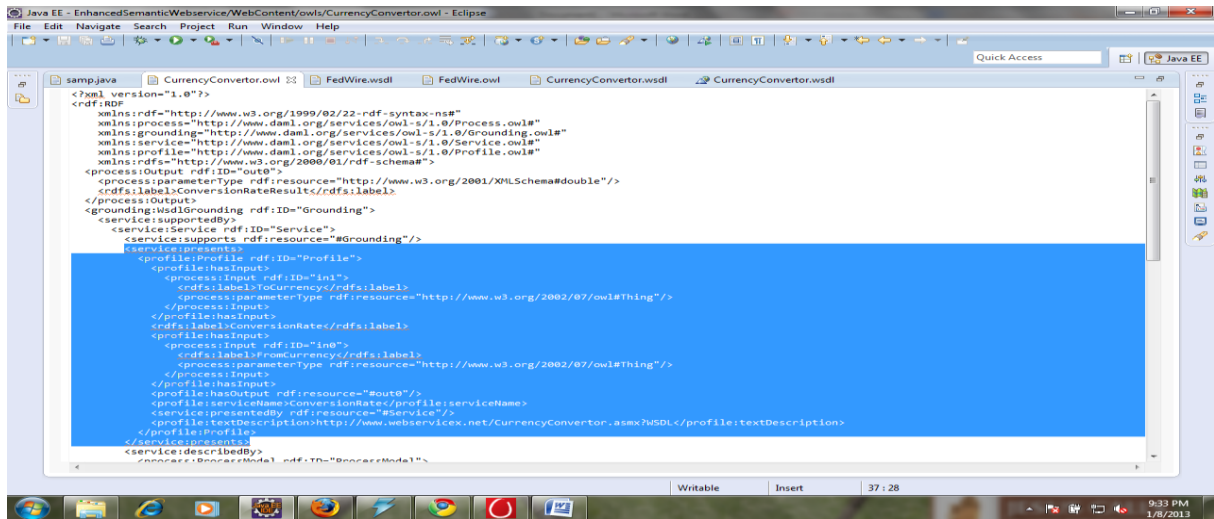 Java EE - EnhancedSemanticWebservice/WebContent/owls/CurrencyConvertor.owl - Eclipse
File Edit Navigate Search Project Run Window Help
Quick Access
Java EE
samp.java CurrencyConvertor.owl FedWire.wsdl FedWire.owl CurrencyConvertor.wsdl CurrencyConvertor.wsdl
<?xml version="1.0"?>
<rdf:RDF
xmlns:rdf="http://www.w3.org/1999/02/22-rdf-syntax-ns#"
xmlns:process="http://www.daml.org/services/owl-s/1.0/Process.owl#"
xmlns:grounding="http://www.daml.org/services/owl-s/1.0/Grounding.owl#"
xmlns:service="http://www.daml.org/services/owl-s/1.0/Service.owl#"
xmlns:profile="http://www.daml.org/services/owl-s/1.0/Profile.owl#"
xmlns:rdfs="http://www.w3.org/2000/01/rdf-schema#">
<process:Output rdf:ID="out0">
<process:parameterType rdf:resource="http://www.w3.org/2001/XMLSchema#double"/>
<rdfs:label>ConversionRateResult</rdfs:label>
</process:Output>
<grounding:WsdlGrounding rdf:ID="Grounding">
<service:supportedBy>
<service:Service rdf:ID="Service">
<service:supports rdf:resource="#Grounding"/>
<service:presents>
<profile:Profile rdf:ID="Profile">
<profile:hasInput>
<process:Input rdf:ID="in1">
<rdfs:label>ToCurrency</rdfs:label>
<process:parameterType rdf:resource="http://www.w3.org/2002/07/owl#Thing"/>
</process:Input>
</profile:hasInput>
<rdfs:label>ConversionRate</rdfs:label>
<profile:hasInput>
<process:Input rdf:ID="in0">
<rdfs:label>FromCurrency</rdfs:label>
<process:parameterType rdf:resource="http://www.w3.org/2002/07/owl#Thing"/>
</process:Input>
</profile:hasInput>
<profile:hasOutput rdf:resource="#out0"/>
<profile:serviceName>ConversionRate</profile:serviceName>
<service:presentedBy rdf:resource="#Service"/>
<profile:textDescription>http://www.webservicex.net/CurrencyConvertor.asmx?WSDL</profile:textDescription>
</profile:Profile>
</service:presents>
<service:describedBy>
<process:ProcessModel rdf:ID="ProcessModel">
Writable Insert 37 : 28
9:33 PM
1/8/2013